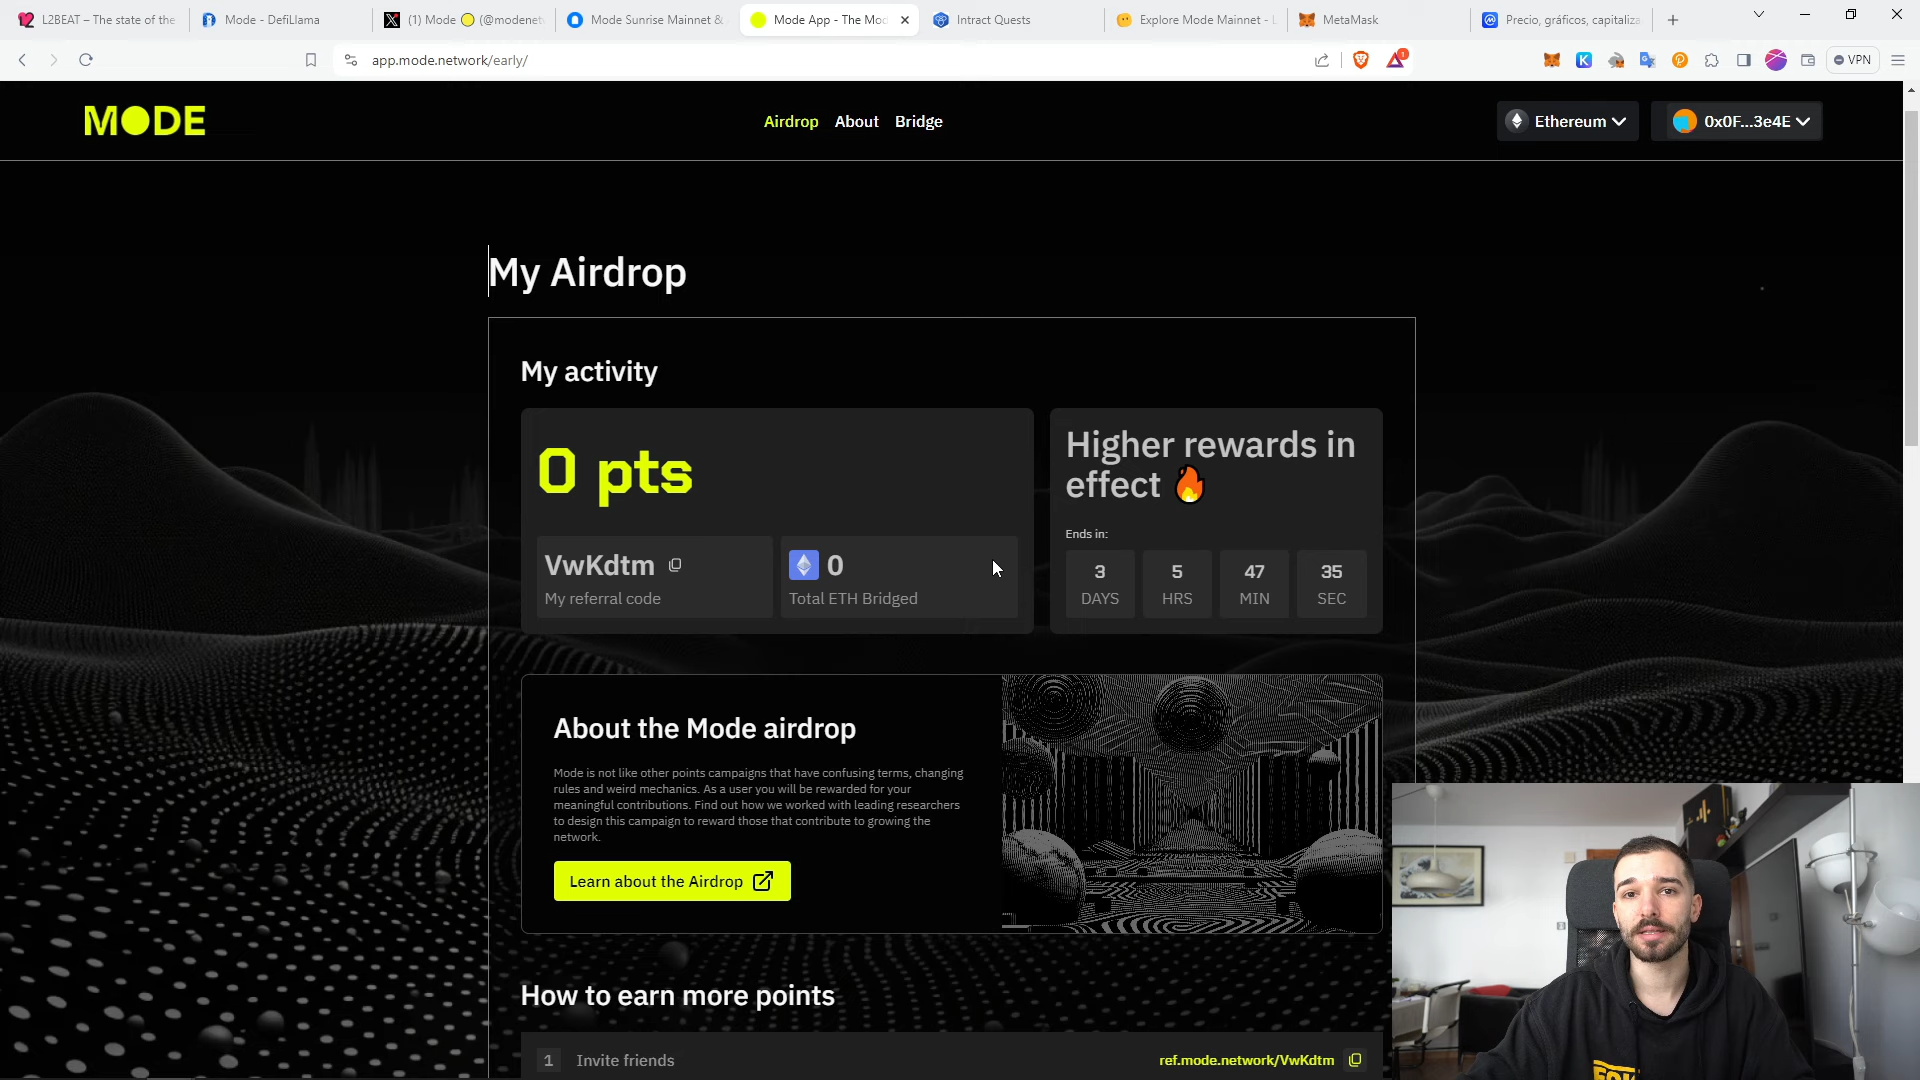 L2BEAT – The state of the
Mode - DefiLlama
(1) Mode (@modenet
Mode Sunrise Mainnet &
Mode App - The Mod
Intract Quests
Explore Mode Mainnet - L
MetaMask
Precio, gráficos, capitaliza
app.mode.network/early/
1
VPN
MODE
Airdrop
About
Bridge
Ethereum
0x0F...3e4E
My Airdrop
My activity
0 pts
VwKdtm
My referral code
0
Total ETH Bridged
Higher rewards in
effect 🔥
Ends in:
3
5
47
35
DAYS
HRS
MIN
SEC
About the Mode airdrop
Mode is not like other points campaigns that have confusing terms, changing
rules and weird mechanics. As a user you will be rewarded for your
meaningful contributions. Find out how we worked with leading researchers
to design this campaign to reward those that contribute to growing the
network.
Learn about the Airdrop
How to earn more points
1 Invite friends
ref.mode.network/VwKdtm